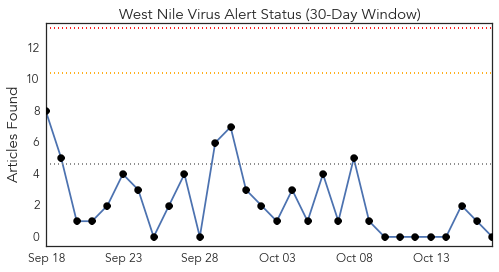 West Nile Virus Alert Status (30-Day Window)
Articles Found
12
10
8
6
4
2
0
Sep 18 Sep 23 Sep 28 Oct 03 Oct 08 Oct 13